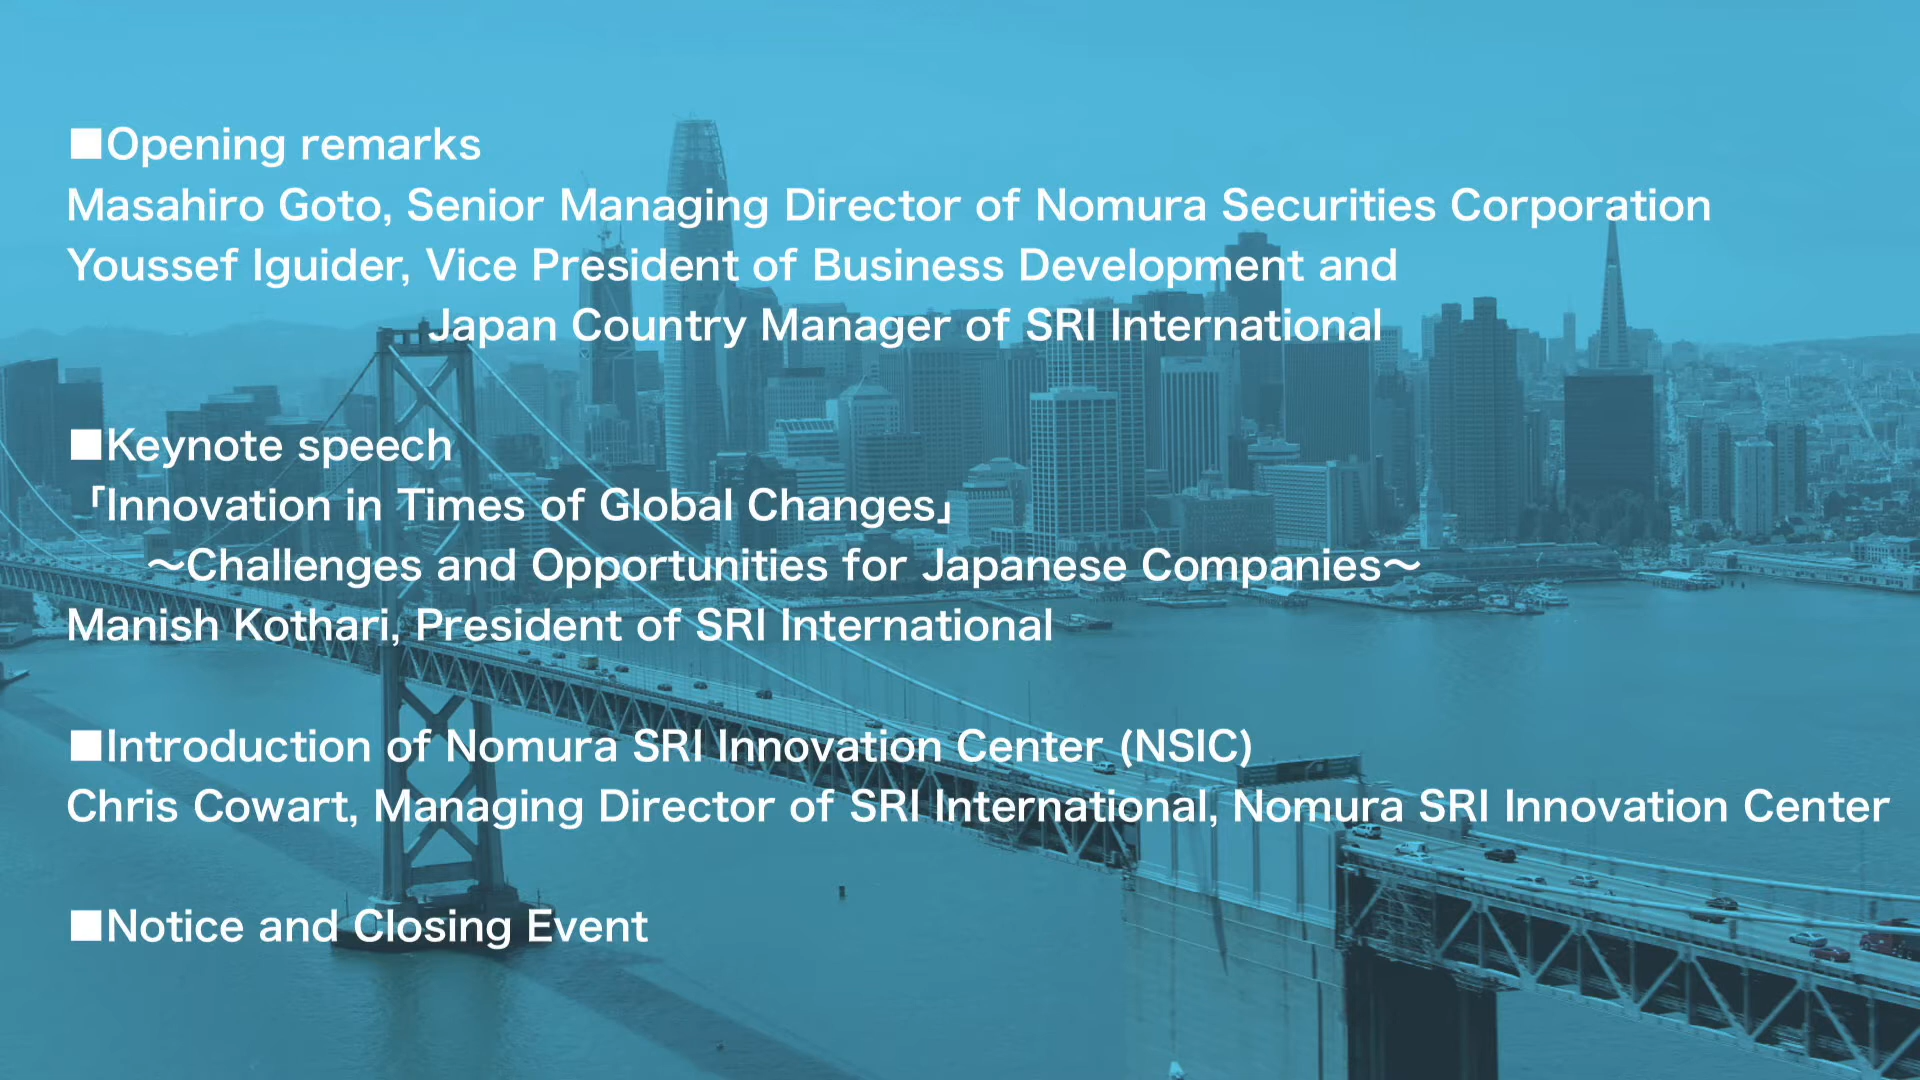 ■Opening remarks
Masahiro Goto, Senior Managing Director of Nomura Securities Corporation
Youssef Iguider, Vice President of Business Development and
Japan Country Manager of SRI International
■Keynote speech
「Innovation in Times of Global Changes」
～Challenges and Opportunities for Japanese Companies～
Manish Kothari, President of SRI International
■Introduction of Nomura SRI Innovation Center (NSIC)
Chris Cowart, Managing Director of SRI International, Nomura SRI Innovation Center
■Notice and Closing Event